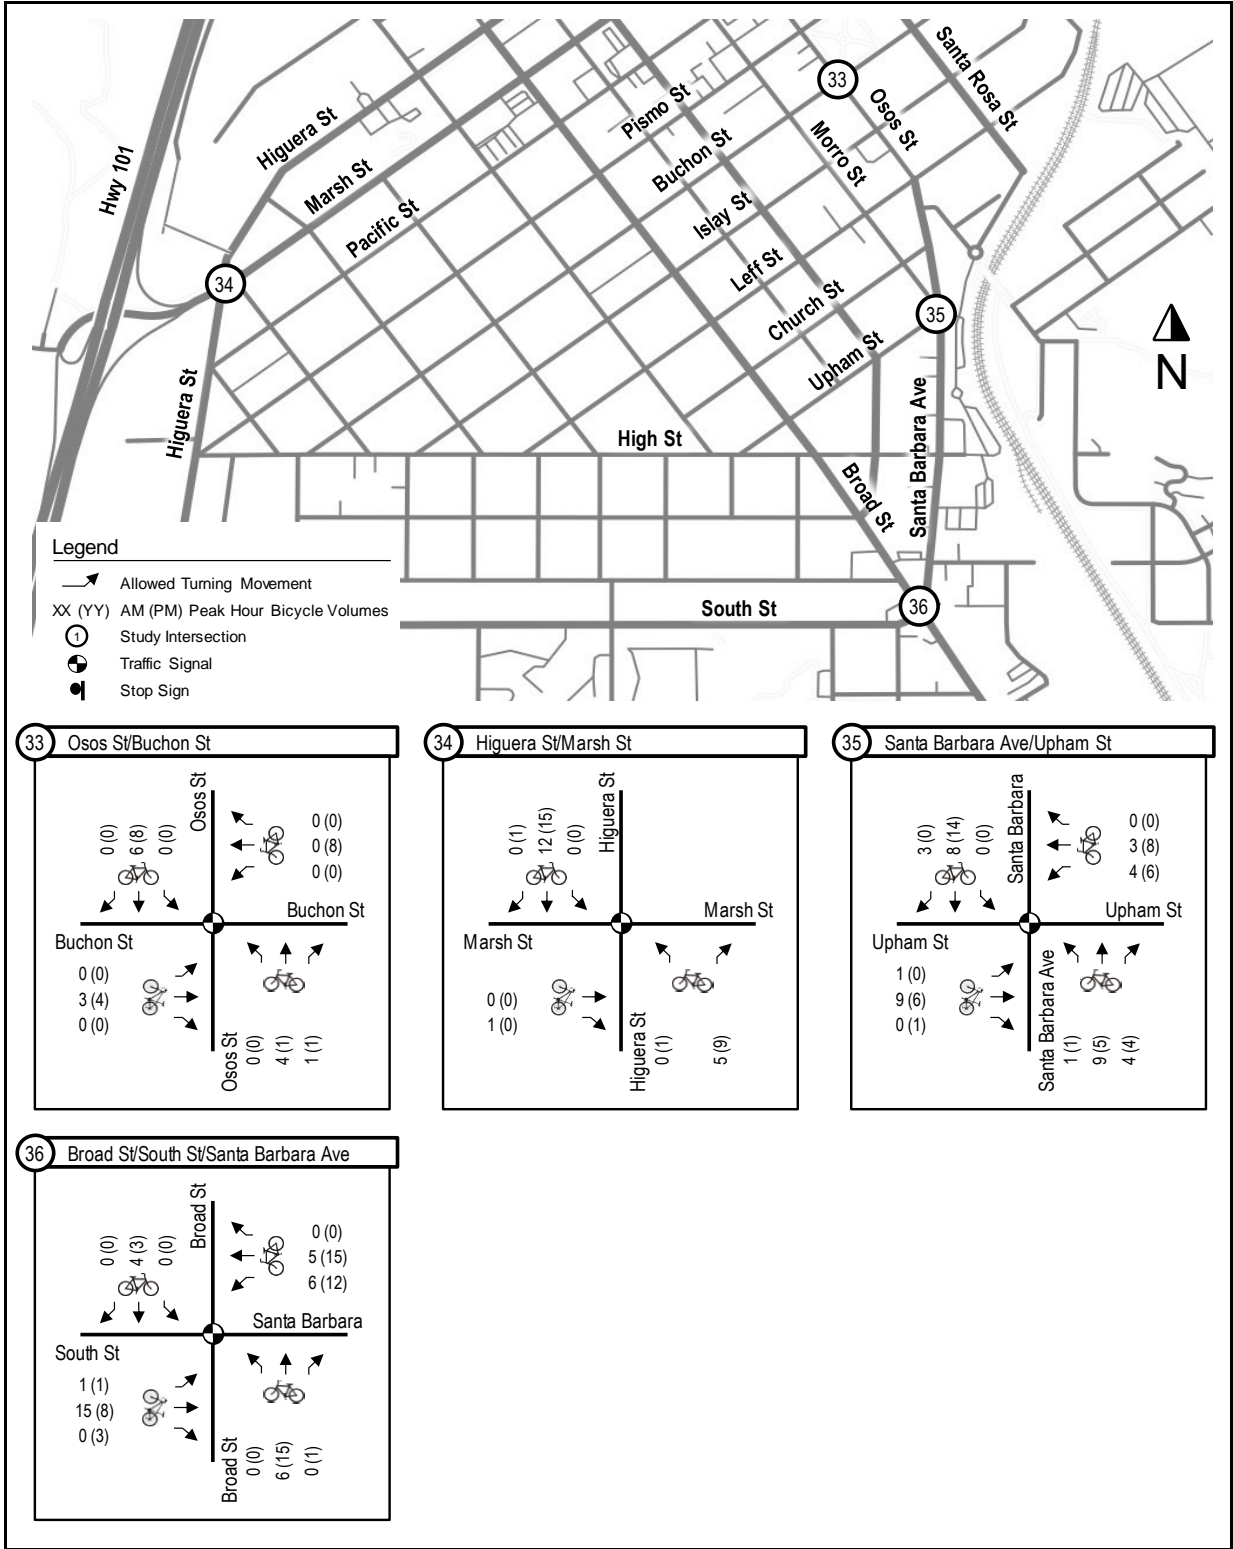 Higuera St
Marsh St
Pacific St
Hwy 101
Pismo St
Buchon St
Islay St
Leff St
Church St
Upham St
Morro St
Osos St
Santa Rosa St
33
34
35
36
N
Higuera St
High St
Broad St
Santa Barbara Ave
South St
Legend
Allowed Turning Movement
XX (YY) AM (PM) Peak Hour Bicycle Volumes
1 Study Intersection
Traffic Signal
Stop Sign
33 Osos St/Buchon St
Osos St
0 (0)
6 (8)
0 (0)
0 (0)
0 (8)
0 (0)
Buchon St
Buchon St
0 (0)
3 (4)
0 (0)
Osos St
0 (0)
4 (1)
1 (1)
34 Higuera St/Marsh St
Higuera St
0 (1)
12 (15)
0 (0)
Marsh St
Marsh St
0 (0)
1 (0)
Higuera St
0 (1)
5 (9)
35 Santa Barbara Ave/Upham St
Santa Barbara
3 (0)
8 (14)
0 (0)
0 (0)
3 (8)
4 (6)
Upham St
Upham St
1 (0)
9 (6)
0 (1)
Santa Barbara Ave
1 (1)
9 (5)
4 (4)
36 Broad St/South St/Santa Barbara Ave
Broad St
0 (0)
4 (3)
0 (0)
0 (0)
5 (15)
6 (12)
Santa Barbara
South St
1 (1)
15 (8)
0 (3)
Broad St
0 (0)
6 (15)
0 (1)